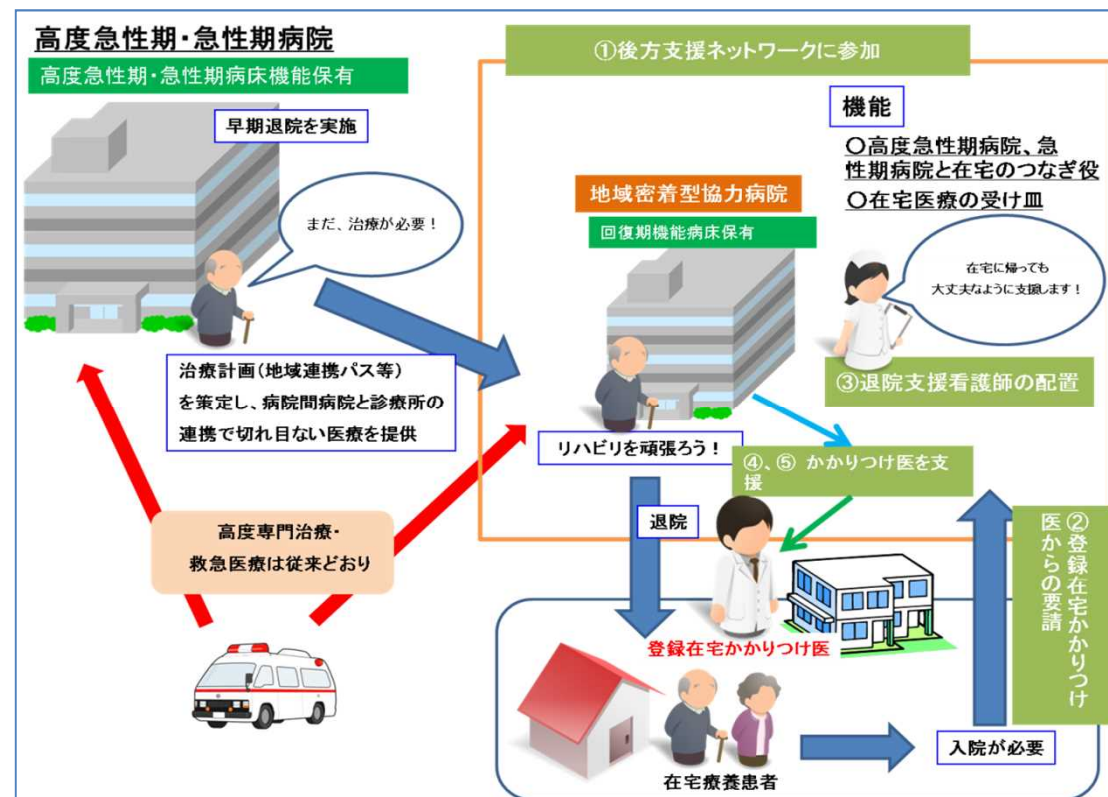 高度急性期・急性期病院
高度急性期・急性期病床機能保有
早期退院を実施
まだ、治療が必要！
治療計画（地域連携パス等）
を策定し、病院間病院と診療所の
連携で切れ目ない医療を提供
高度専門治療・
救急医療は従来どおり
①後方支援ネットワークに参加
機能
〇高度急性期病院、急
性期病院と在宅のつなぎ役
〇在宅医療の受け皿
地域密着型協力病院
回復期機能病床保有
在宅に帰っても
大丈夫なように支援します！
③退院支援看護師の配置
リハビリを頑張ろう！
④、⑤ かかりつけ医を支
援
退院
②登録在宅かかりつけ
医からの要請
登録在宅かかりつけ医
入院が必要
在宅療養患者